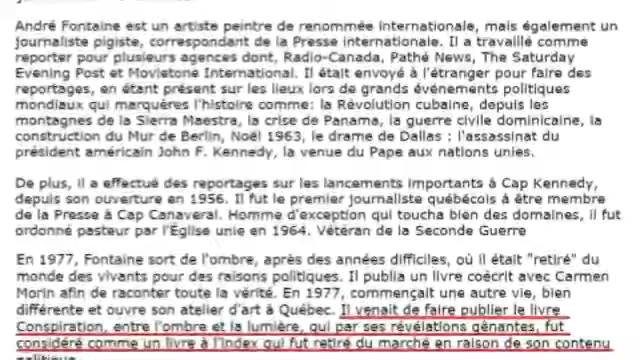 André Fontaine est un artiste peintre de renommée internationale, mais également un
journaliste pigiste, correspondant de la Presse internationale. Il a travaillé comme
reporter pour plusieurs agences dont, Radio-Canada, Pathé News, The Saturday
Evening Post et Movietone International. Il était envoyé à l'étranger pour faire des
reportages, en étant présent sur les lieux lors de grands événements politiques
mondiaux qui marquères l'histoire comme: la Révolution cubaine, depuis les
montagnes de la Sierra Maestra, la crise de Panama, la guerre civile dominicaine, la
construction du Mur de Berlin, Noël 1963, le drame de Dallas : l'assassinat du
président américain John F. Kennedy, la venue du Pape aux nations unies.
De plus, il a effectué des reportages sur les lancements importants à Cap Kennedy,
depuis son ouverture en 1956. Il fut le premier journaliste québécois à être membre
de la Presse à Cap Canaveral. Homme d'exception qui toucha bien des domaines, il fut
ordonné pasteur par l'Église unie en 1964. Vétéran de la Seconde Guerre
En 1977, Fontaine sort de l'ombre, après des années difficiles, où il était "retiré" du
monde des vivants pour des raisons politiques. Il publia un livre coécrit avec Carmen
Morin afin de raconter toute la vérité. En 1977, commençait une autre vie, bien
différente et ouvre son atelier d'art à Québec. Il venait de faire publier le livre
Conspiration, entre l'ombre et la lumière, qui par ses révélations gênantes, fut
considéré comme un livre à l'index qui fut retiré du marché en raison de son contenu